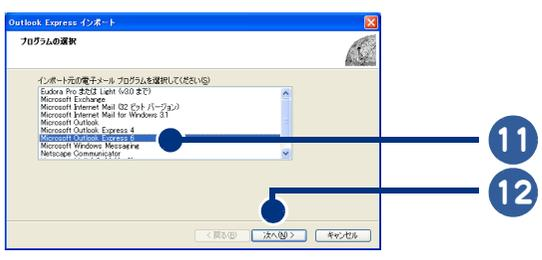 Outlook Express インポート
プログラムの選択
インポート元の電子メール プログラムを選択してください(S)
Eudora Pro または Light (v3.0 まで)
Microsoft Exchange
Microsoft Internet Mail (32 ビット バージョン)
Microsoft Internet Mail for Windows 3.1
Microsoft Outlook
Microsoft Outlook Express 4
Microsoft Outlook Express 6
Microsoft Windows Messaging
Netscape Communicator
11
12
< 戻る(B)
次へ(N) >
キャンセル